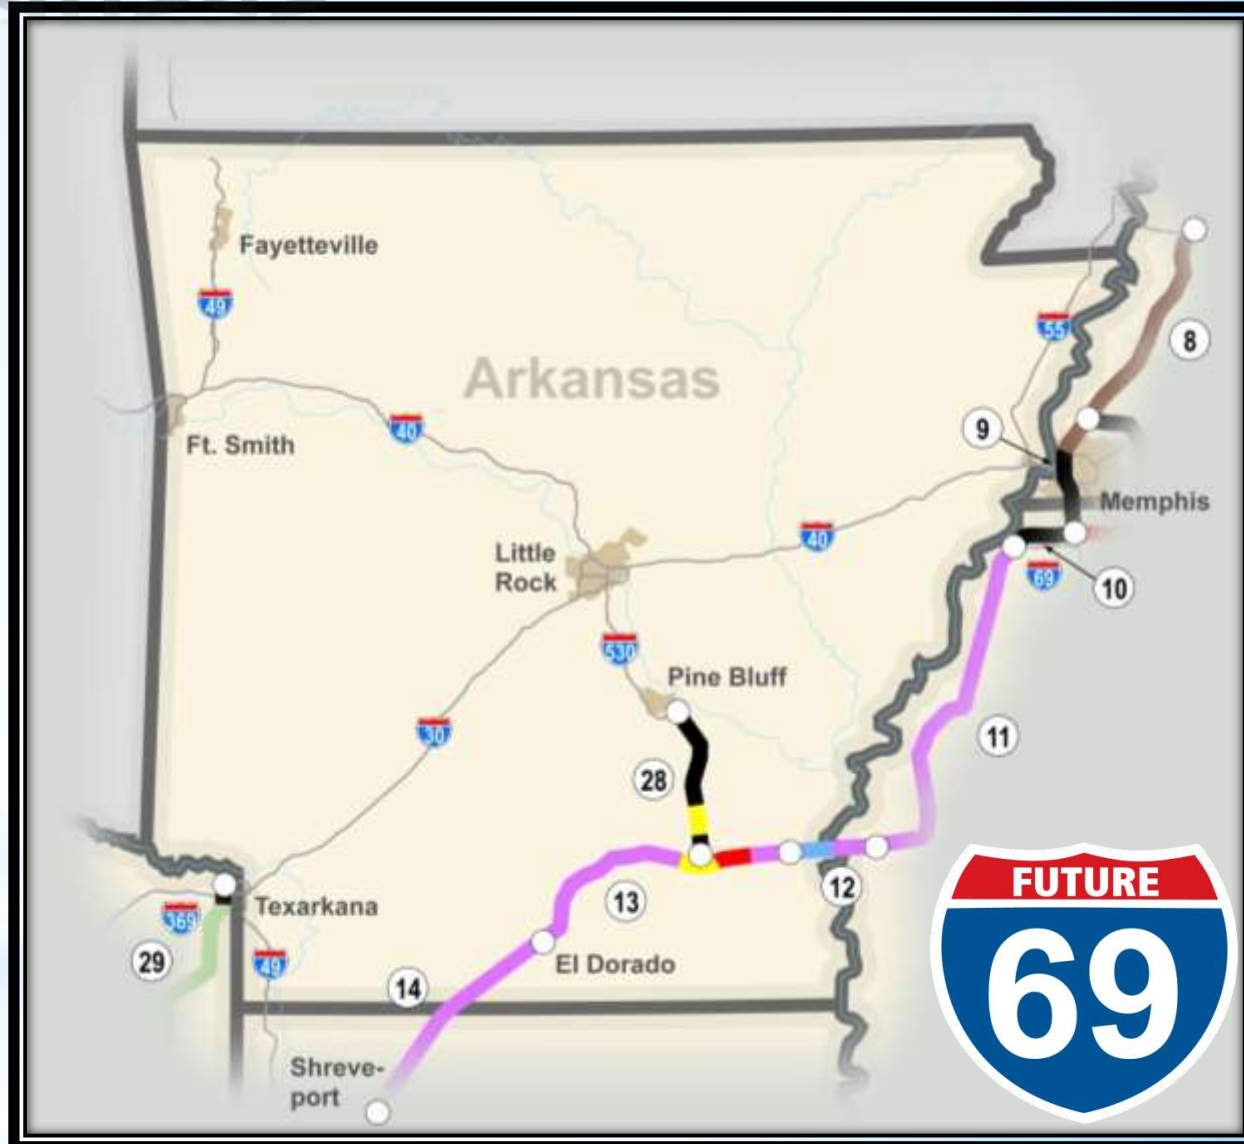 Fayetteville
49
55
8
Arkansas
40
9
Ft. Smith
Memphis
40
Little
Rock
69
10
530
Pine Bluff
30
11
28
12
FUTURE
69
13
Texarkana
369
29
49
El Dorado
14
Shreve-
port